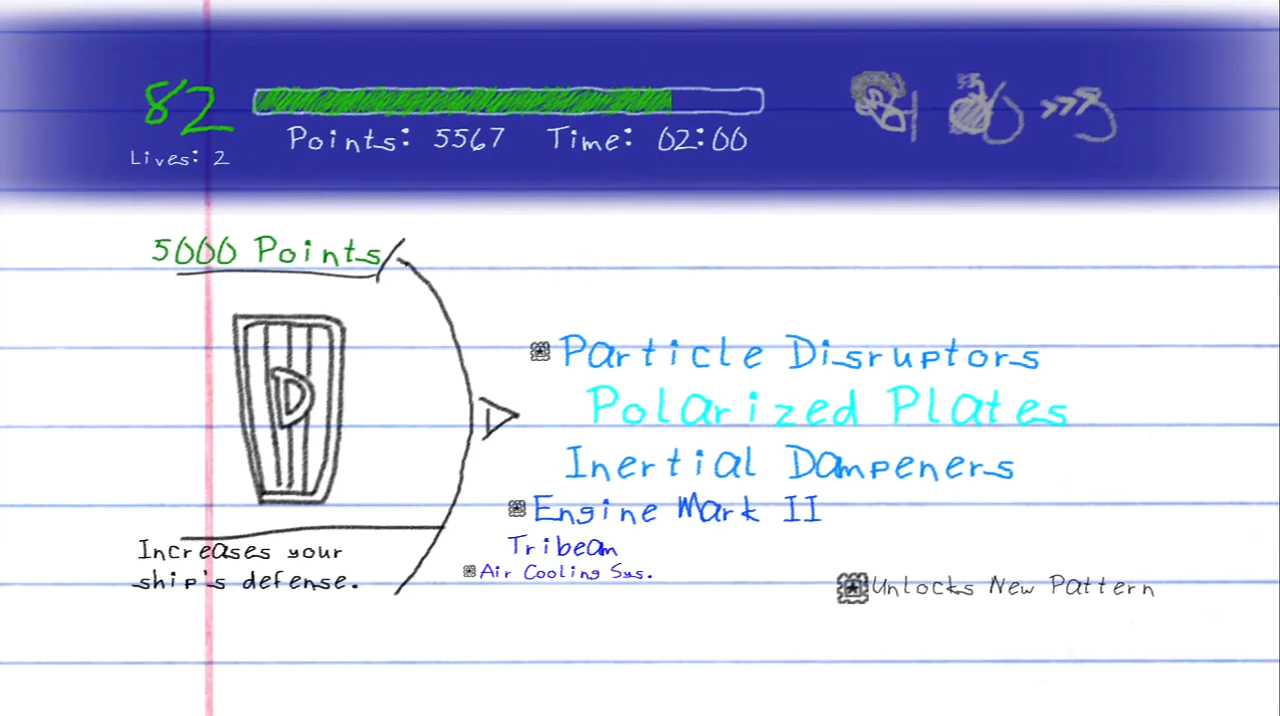 82
Lives: 2
Points: 5567 Time: 02:00
5000 Points
D
Increases your
ship's defense.
Particle Disruptors
Polarized Plates
Inertial Dampeners
Engine Mark II
Tribeam
Air Cooling Sys.
Unlocks New Pattern